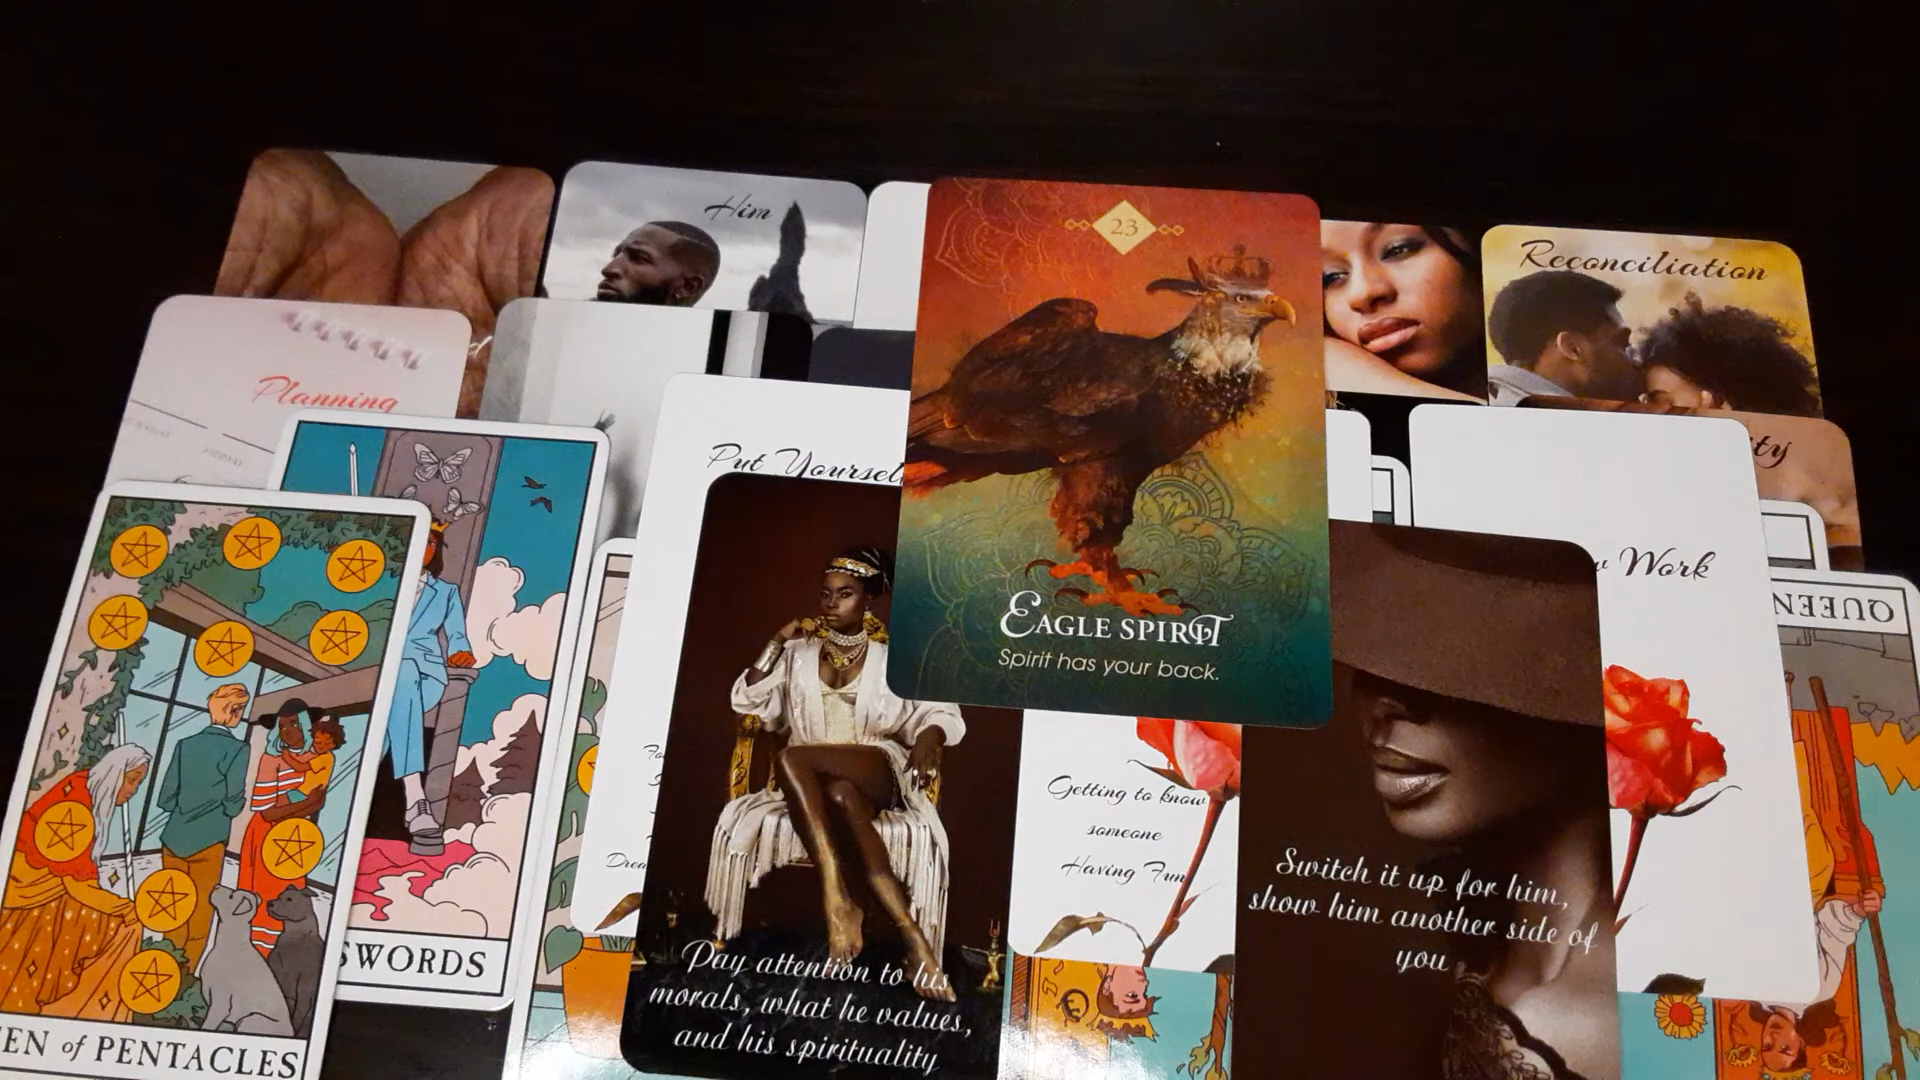 Him
23
Reconciliation
Planning
FRIDAY
Put Yoursel
ty
w Work
QUEEN
EAGLE SPIRIT
Spirit has your back.
Getting to know
someone
Having Fun
Switch it up for him,
show him another side of
you
SWORDS
Pay attention to his
morals, what he values,
and his spirituality
EN of PENTACLES